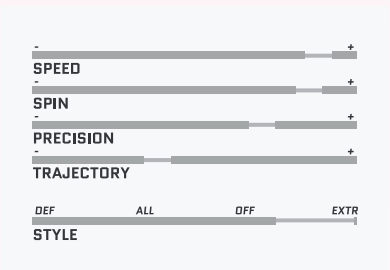 - +
SPEED
- +
SPIN
- +
PRECISION
- +
TRAJECTORY
DEF ALL OFF EXTR
STYLE